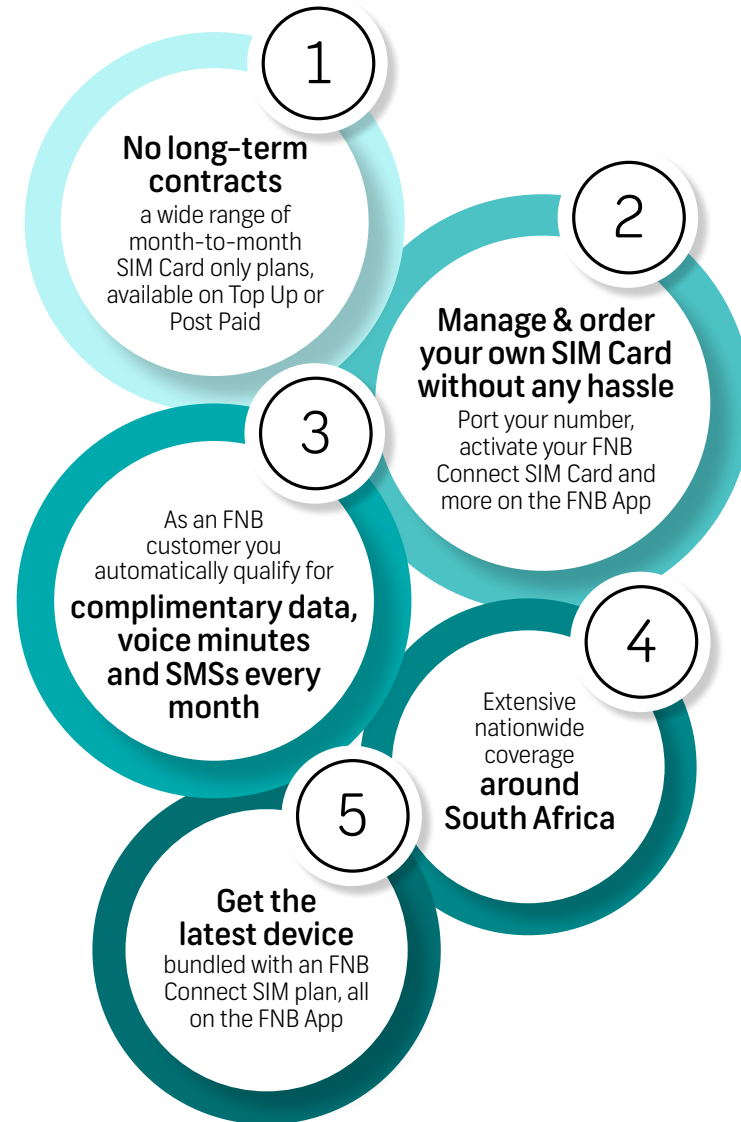 1
No long-term
contracts
a wide range of
month-to-month
SIM Card only plans,
available on Top Up or
Post Paid
2
Manage & order
your own SIM Card
without any hassle
Port your number,
activate your FNB
Connect SIM Card and
more on the FNB App
3
As an FNB
customer you
automatically qualify for
complimentary data,
voice minutes
and SMSs every
month
4
Extensive
nationwide
coverage
around
South Africa
5
Get the
latest device
bundled with an FNB
Connect SIM plan, all
on the FNB App